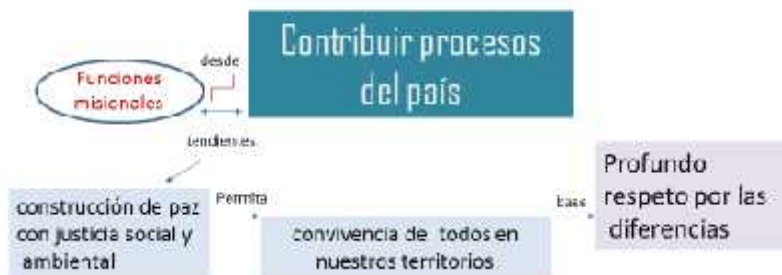 Contribuir procesos
del país
desde
Funciones
misionales
tendientes
construcción de paz
con justicia social y
ambiental
Permita
convivencia de todos en
nuestros territorios
base
Profundo
respeto por las
diferencias